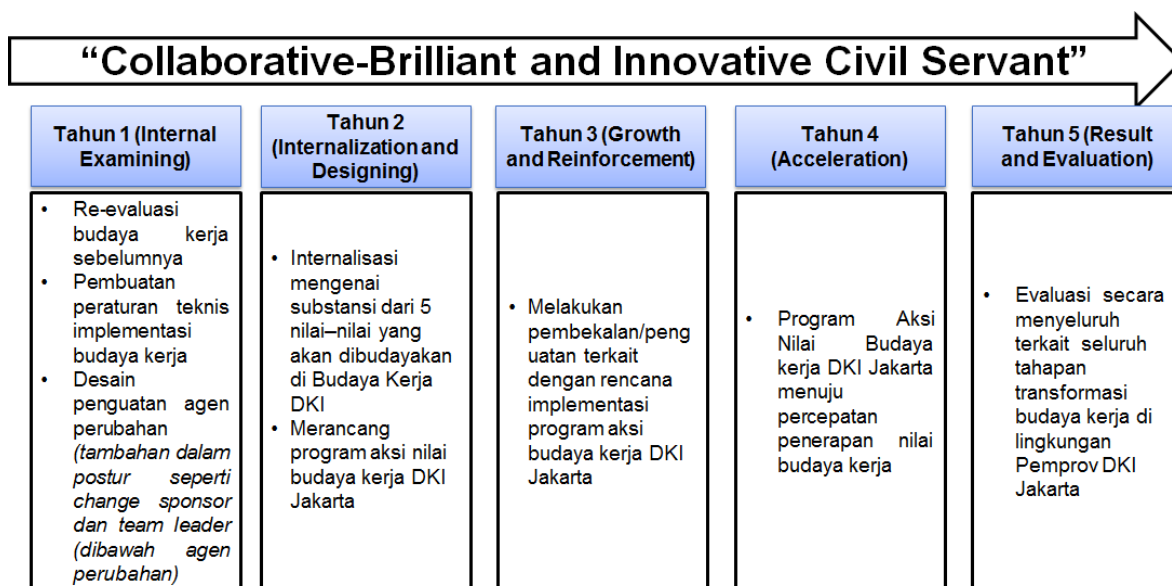 “Collaborative-Brilliant and Innovative Civil Servant”
Tahun 1 (Internal
Examining)
• Re-evaluasi
budaya kerja
sebelumnya
• Pembuatan
peraturan teknis
implementasi
budaya kerja
• Desain
penguatan agen
perubahan
(tambahan dalam
postur seperti
change sponsor
dan team leader
(dibawah agen
perubahan)
Tahun 2
(Internalization and
Designing)
• Internalisasi
mengenai
substansi dari 5
nilai–nilai yang
akan dibudayakan
di Budaya Kerja
DKI
• Merancang
program aksi nilai
budaya kerja DKI
Jakarta
Tahun 3 (Growth
and Reinforcement)
• Melakukan
pembekalan/peng
uatan terkait
dengan rencana
implementasi
program aksi
budaya kerja DKI
Jakarta
Tahun 4
(Acceleration)
• Program Aksi
Nilai Budaya
kerja DKI Jakarta
menuju
percepatan
penerapan nilai
budaya kerja
Tahun 5 (Result
and Evaluation)
• Evaluasi secara
menyeluruh
terkait seluruh
tahapan
transformasi
budaya kerja di
lingkungan
Pemprov DKI
Jakarta